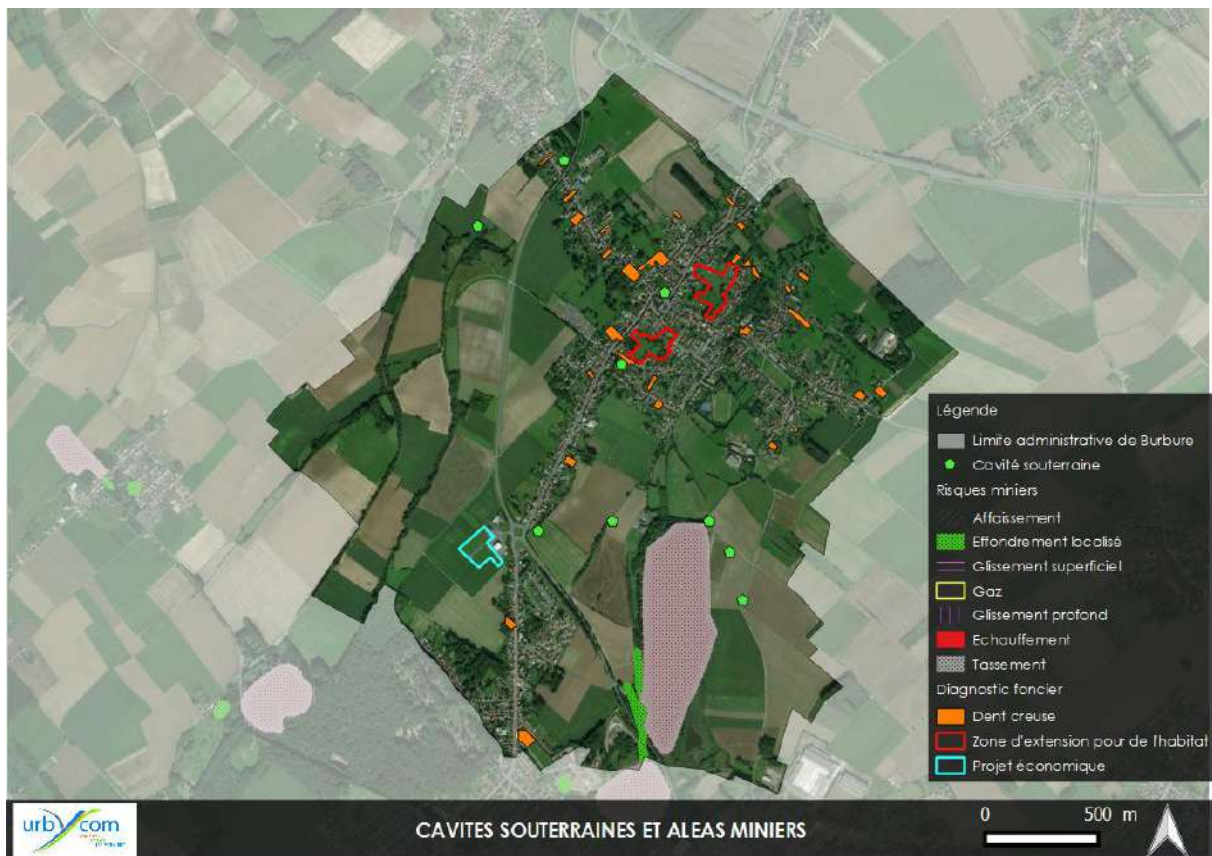 Légende
Limite administrative de Burbure
Cavité souterraine
Risques miniers
Affaissement
Effondrement localisé
Glissement superficiel
Gaz
Glissement profond
Echauffement
Tassement
Diagnostic foncier
Dent creuse
Zone d'extension pour de l'habitat
Projet économique
urbycom
CAVITES SOUTERRAINES ET ALEAS MINIERS
0 500 m